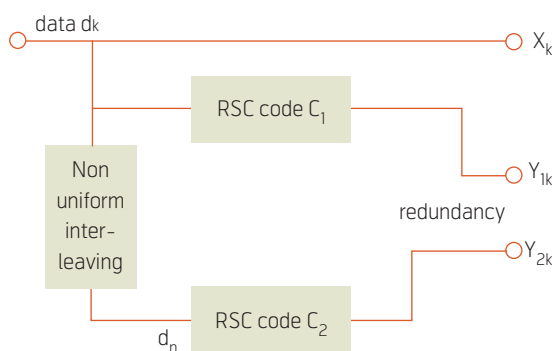 data dk
Xk
RSC code C1
Y1k
Non
uniform
inter-
leaving
redundancy
Y2k
RSC code C2
dn